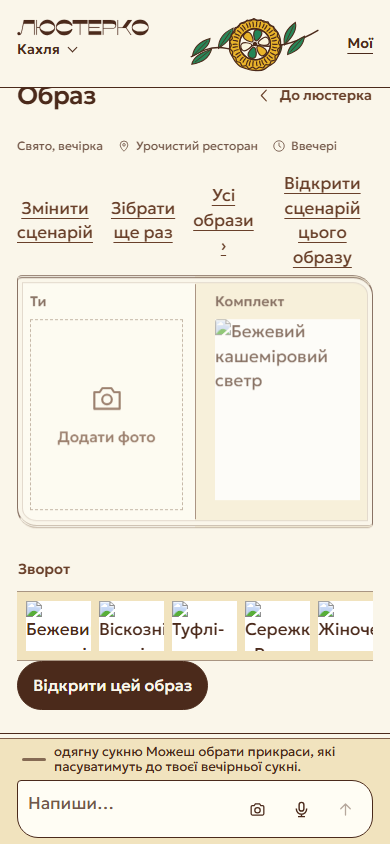 ЛЮСТЕРКО
Кахля
Мої
Образ
До люстерка
Свято, вечірка
Урочистий ресторан
Ввечері
Змінити
сценарій
Зібрати
ще раз
Усі
образи
›
Відкрити
сценарій
цього
образу
Ти
Додати фото
Комплект
Бежевий
кашеміровий
светр
Зворот
Бежеви
Віскозні
Туфлі-
Сережк
Жіноче
Відкрити цей образ
одягну сукню Можеш обрати прикраси, які
пасуватимуть до твоєї вечірньої сукні.
Напиши...